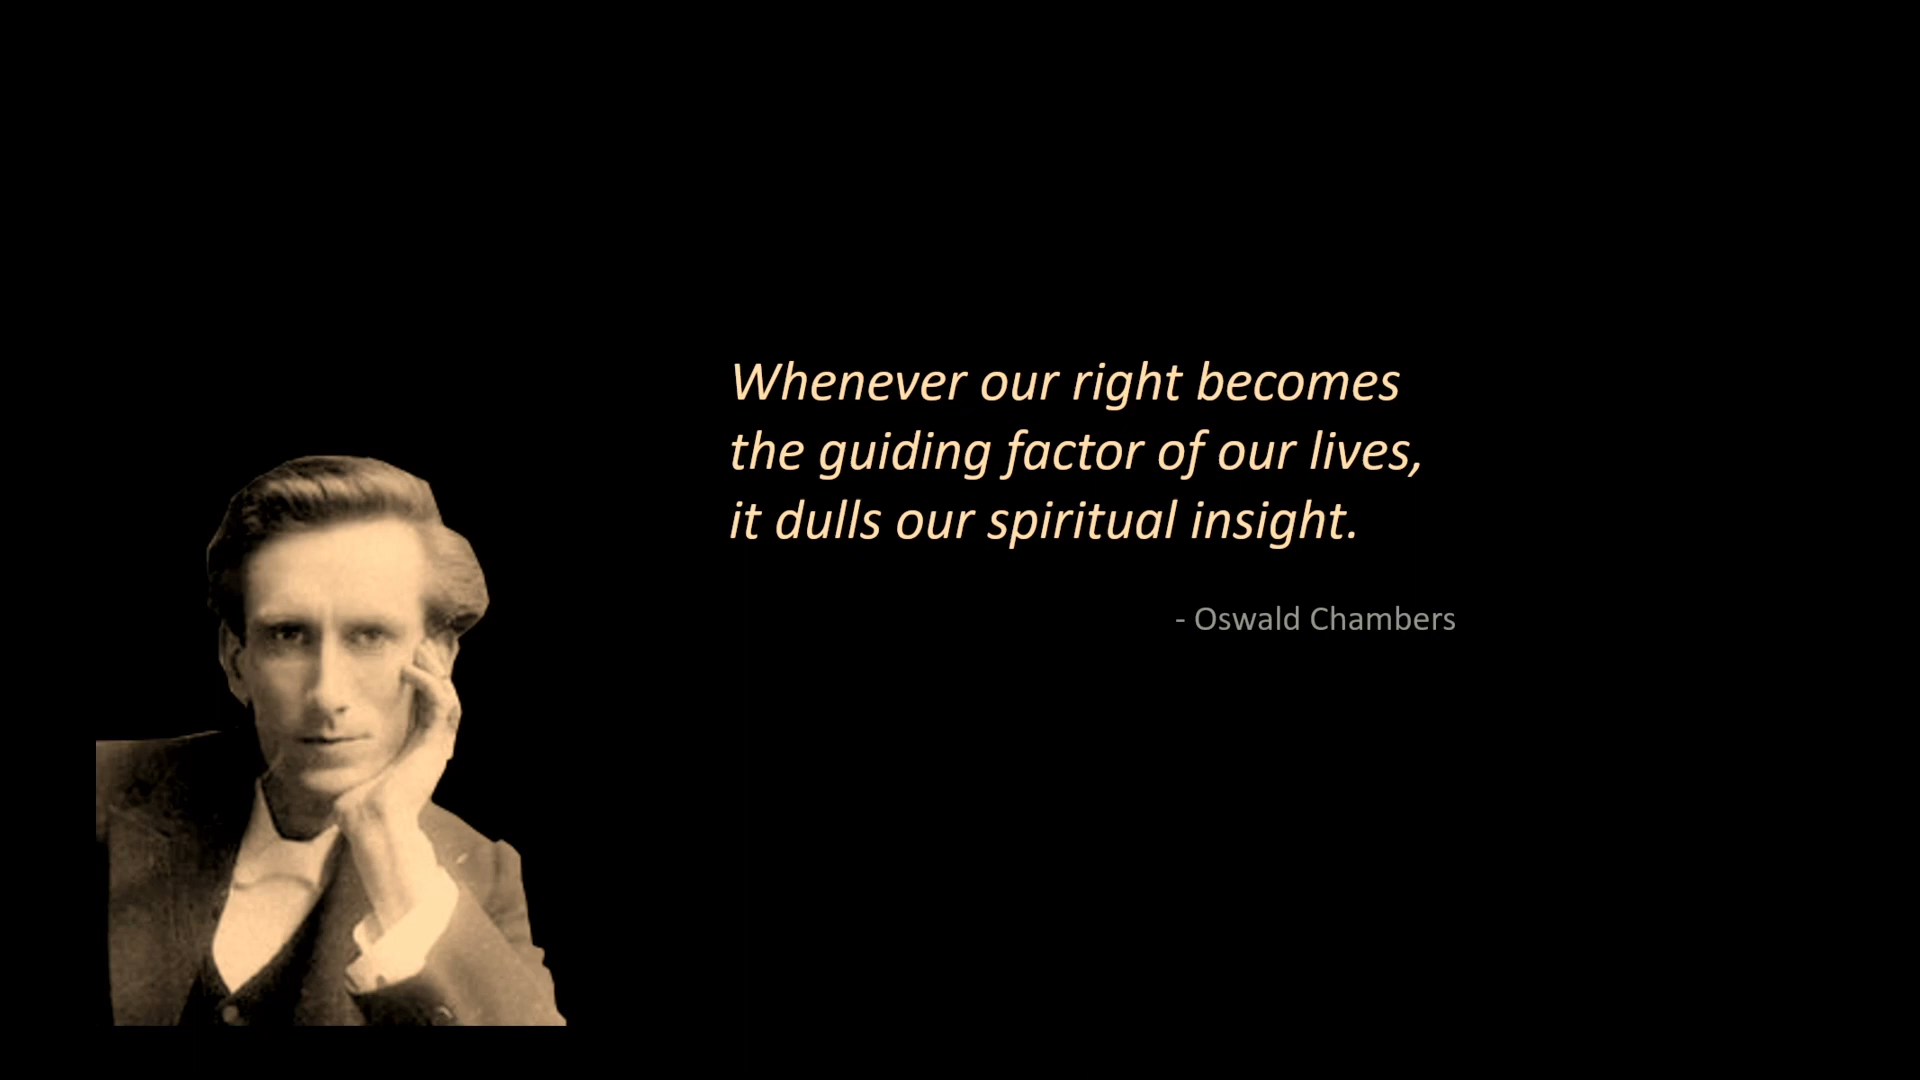 Whenever our right becomes
the guiding factor of our lives,
it dulls our spiritual insight.
- Oswald Chambers